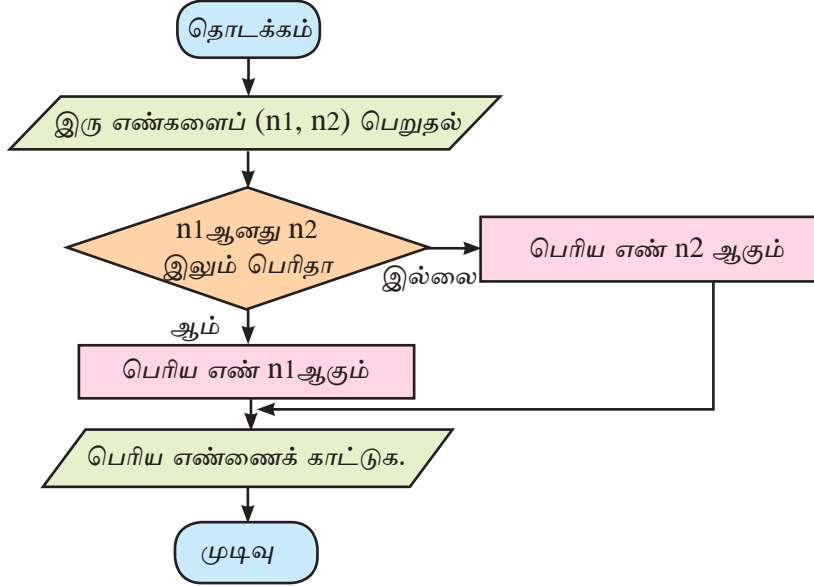 தொடக்கம்
இரு எண்களைப் (n1, n2) பெறுதல்
n1ஆனது n2
இலும் பெரிதா
இல்லை
பெரிய எண் n2 ஆகும்
ஆம்
பெரிய எண் n1ஆகும்
பெரிய எண்ணைக் காட்டுக.
முடிவு